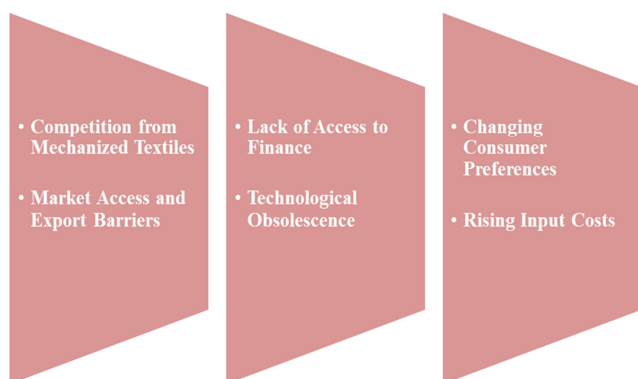 • Competition from
Mechanized Textiles
• Market Access and
Export Barriers
• Lack of Access to
Finance
• Technological
Obsolescence
• Changing
Consumer
Preferences
• Rising Input Costs